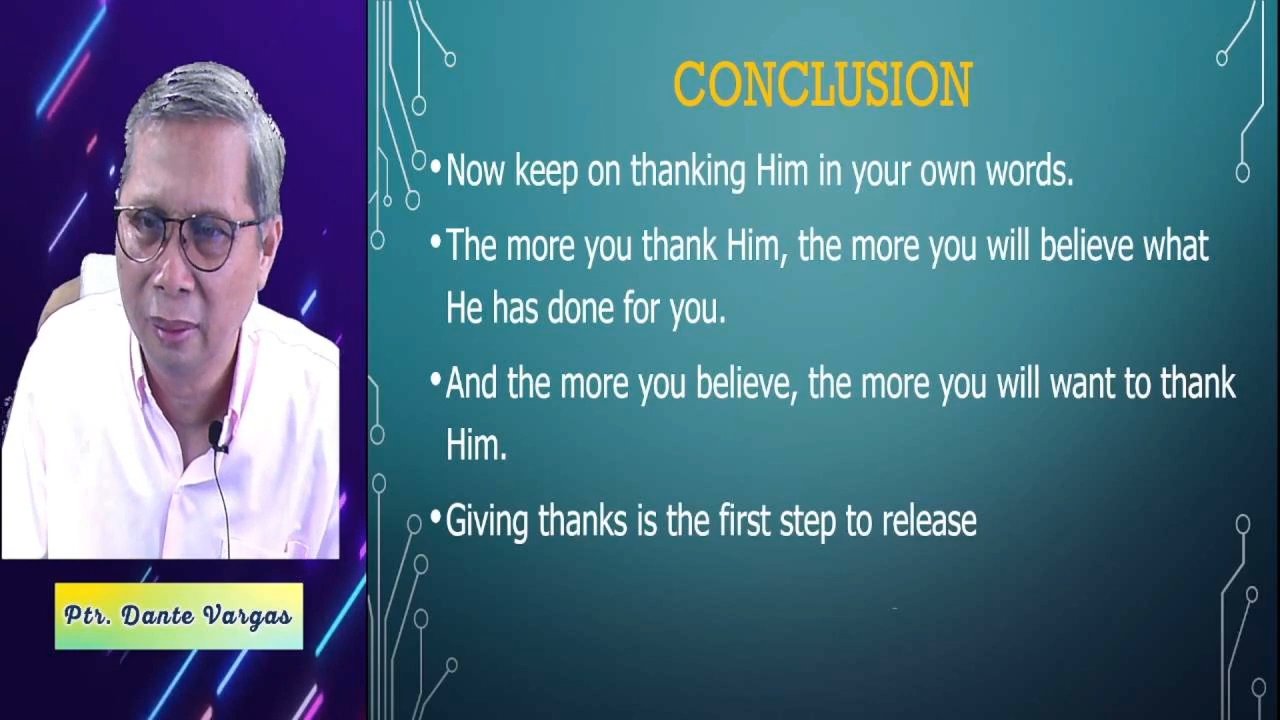 CONCLUSION
•Now keep on thanking Him in your own words.
•The more you thank Him, the more you will believe what
He has done for you.
•And the more you believe, the more you will want to thank
Him.
•Giving thanks is the first step to release
Ptr. Dante Vargas